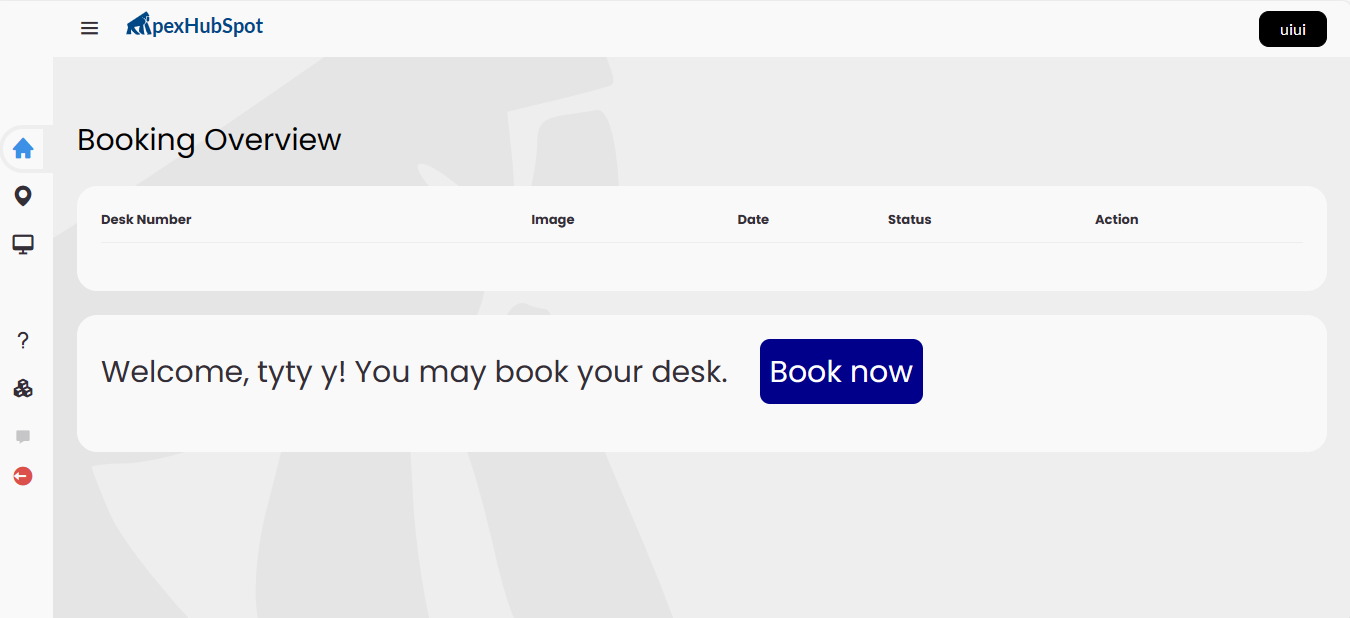 pexHubSpot
uiui
Booking Overview
Desk Number Image Date Status Action
Welcome, tyty y! You may book your desk. Book now
?